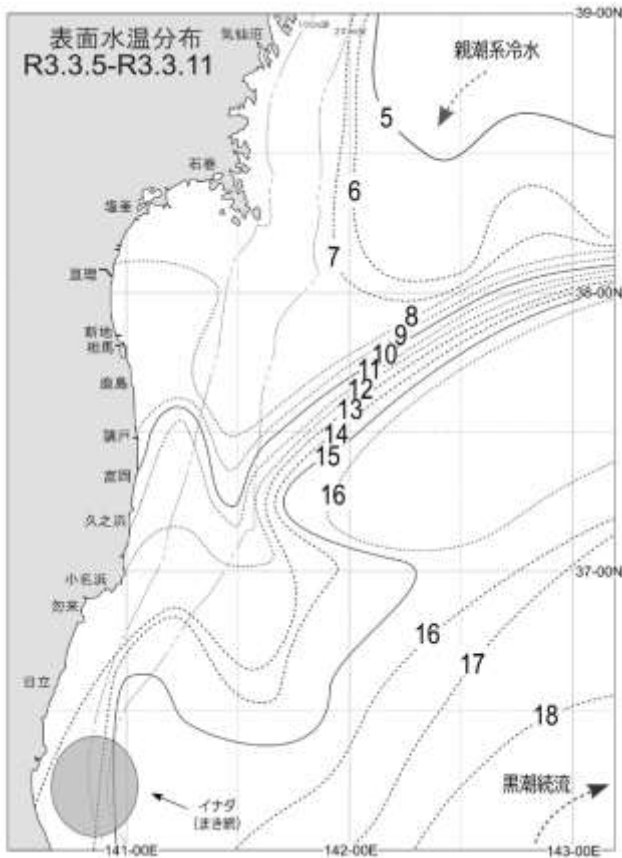 39-00N
表面水温分布
R3.3.5-R3.3.11
気仙沼
100m
親潮系冷水
5
石巻
6
塩釜
7
亘理
38-00N
8
新地
9
相馬
10
11
鹿島
12
13
請戸
14
15
富岡
16
久之浜
37-00N
小名浜
勿来
16
17
日立
18
黒潮続流
イナダ
(まき網)
141-00E
142-00E
143-00E